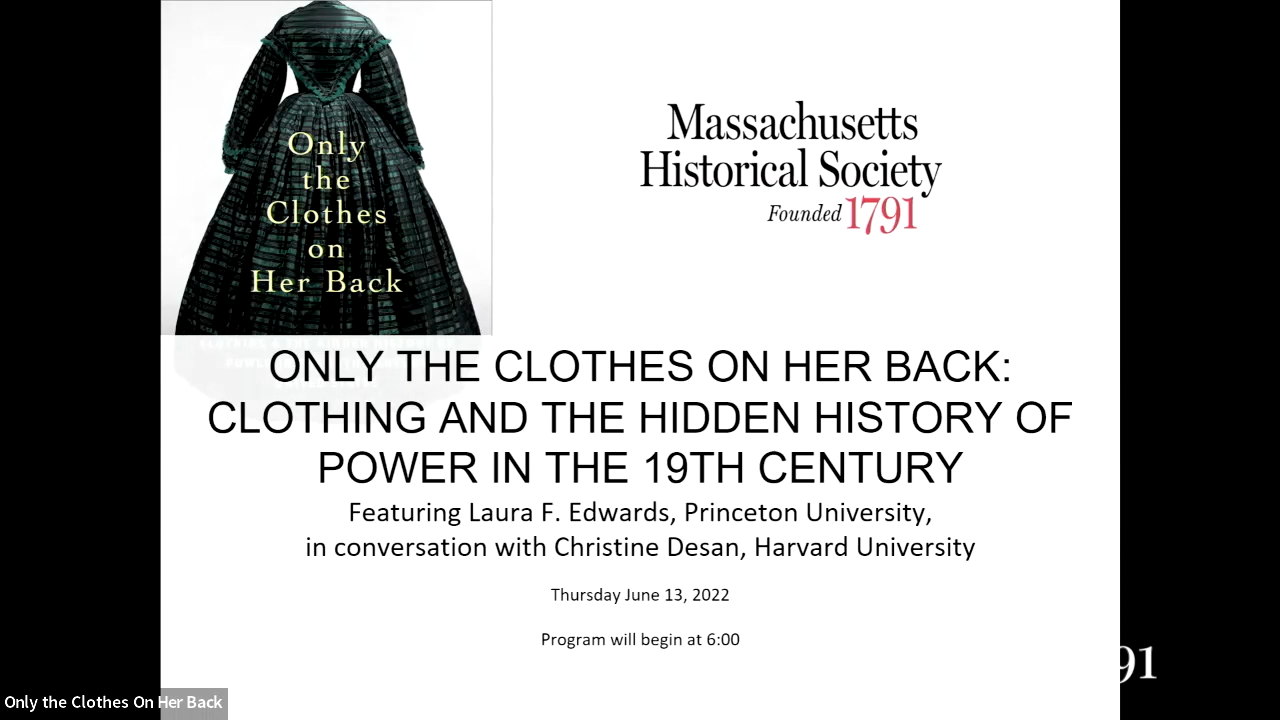 Only
the
Clothes
on
Her Back
Massachusetts
Historical Society
Founded 1791
ONLY THE CLOTHES ON HER BACK:
CLOTHING AND THE HIDDEN HISTORY OF
POWER IN THE 19TH CENTURY
Featuring Laura F. Edwards, Princeton University,
in conversation with Christine Desan, Harvard University
Thursday June 13, 2022
Program will begin at 6:00
91
Only the Clothes On Her Back